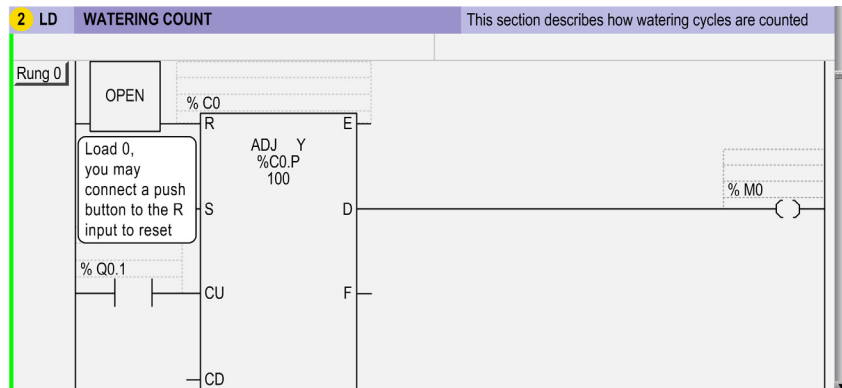 2 LD WATERING COUNT This section describes how watering cycles are counted
Rung 0
OPEN
% C0
R E
ADJ Y
%C0.P
100
Load 0,
you may
connect a push
button to the R
input to reset
% M0
S D
% Q0.1
CU F
CD